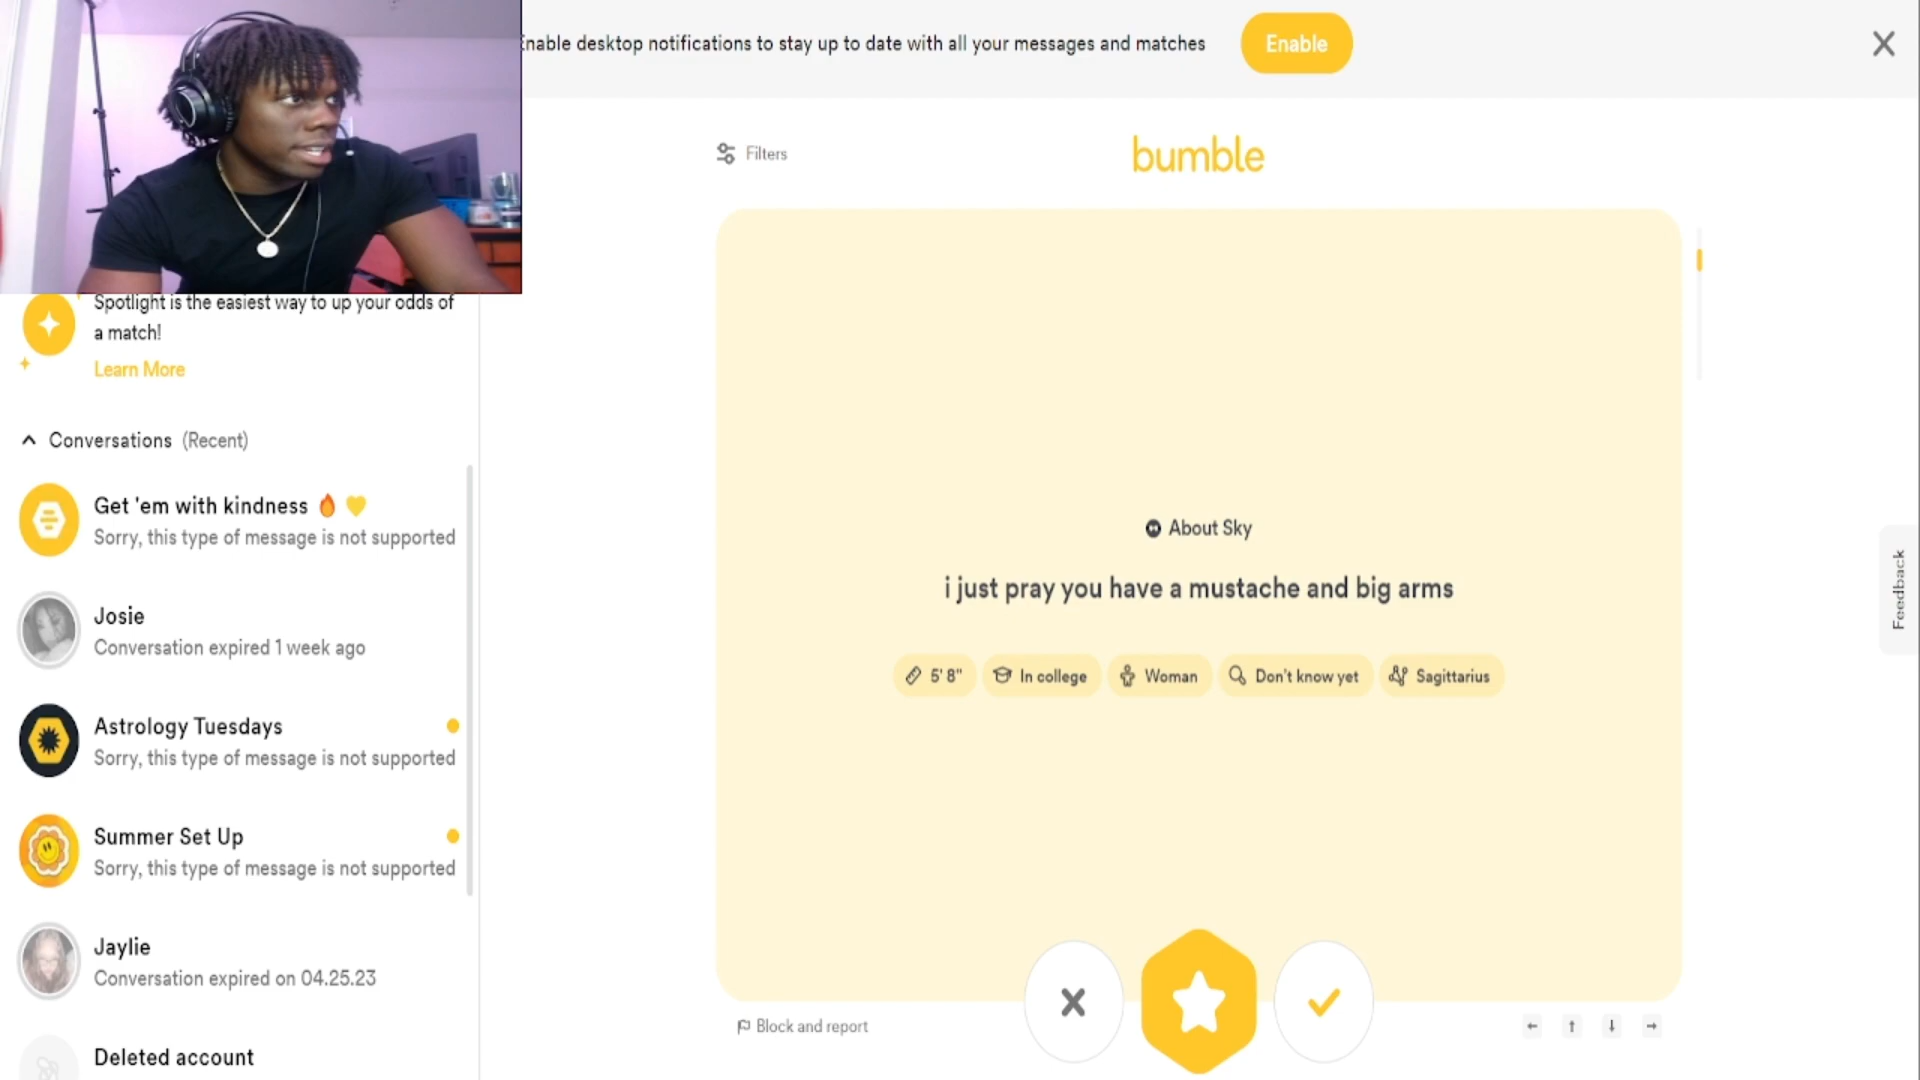 Enable desktop notifications to stay up to date with all your messages and matches
Enable
Filters
bumble
Spotlight is the easiest way to up your odds of
a match!
Learn More
Conversations (Recent)
Get 'em with kindness 🔥 💛
Sorry, this type of message is not supported
Josie
Conversation expired 1 week ago
Astrology Tuesdays
Sorry, this type of message is not supported
Summer Set Up
Sorry, this type of message is not supported
Jaylie
Conversation expired on 04.25.23
Deleted account
About Sky
i just pray you have a mustache and big arms
5' 8" In college Woman Don't know yet Sagittarius
Block and report
Feedback